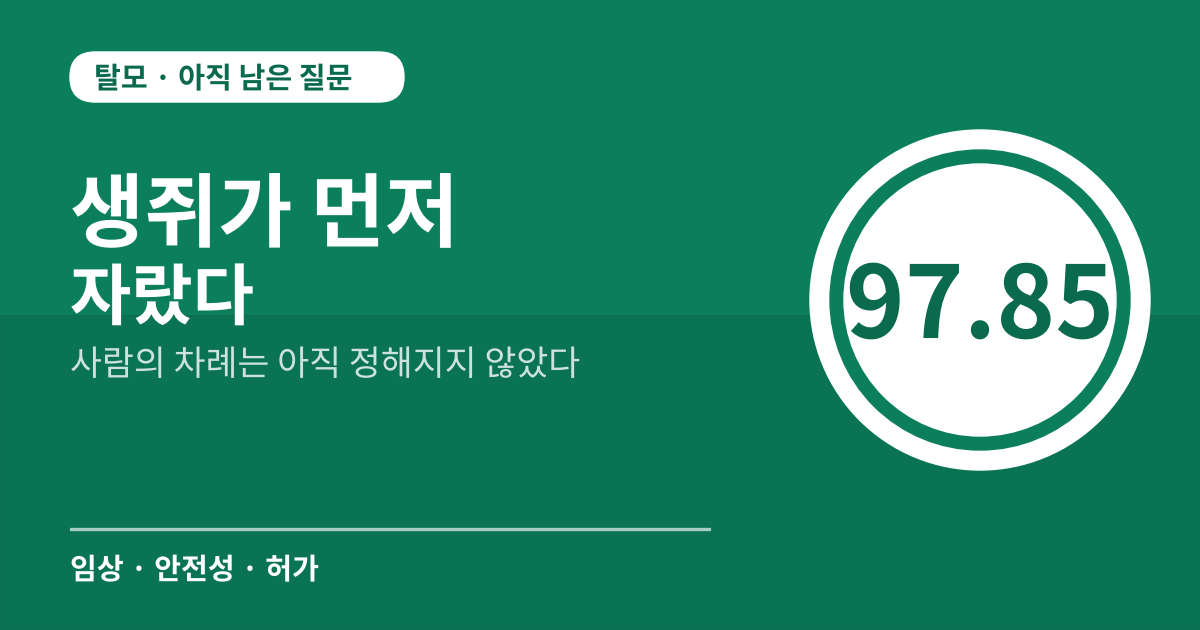 탈모 · 아직 남은 질문
생쥐가 먼저
자랐다
사람의 차례는 아직 정해지지 않았다
97.85
임상 · 안전성 · 허가